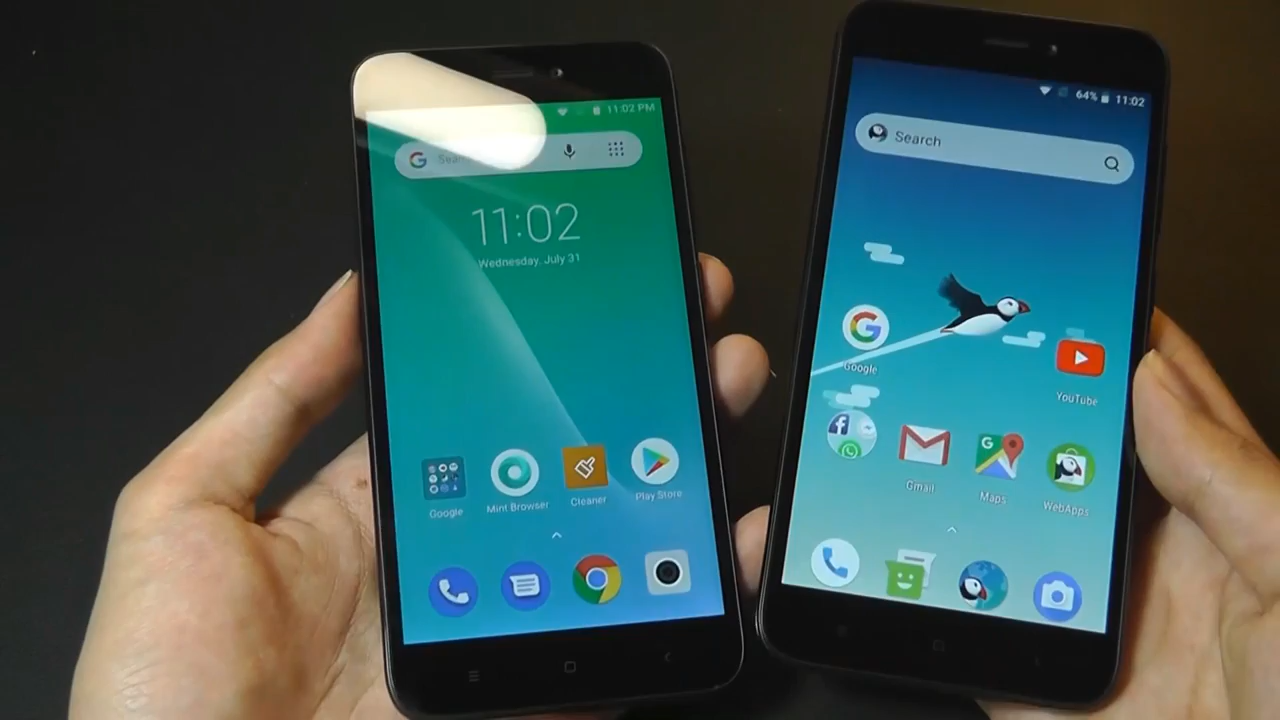 11:02 PM
11:02
Wednesday, July 31
Google
Mint Browser
Cleaner
Play Store
64%
11:02
Search
Google
YouTube
Gmail
Maps
WebApps